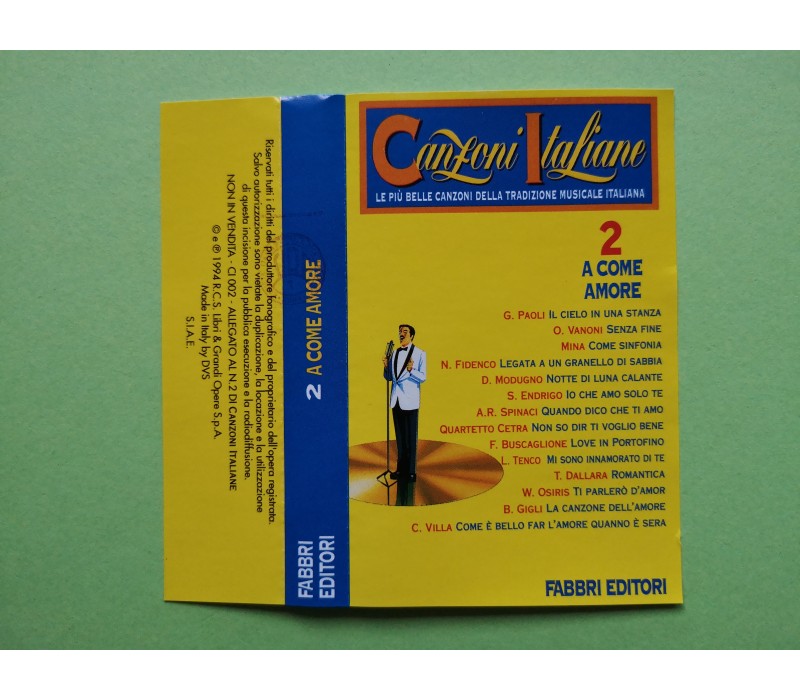 Riservati tutti i diritti del produttore fonografico e del proprietario dell'opera registrata.
Salvo autorizzazione sono vietate la duplicazione, la locazione e la utilizzazione
di questa incisione per la pubblica esecuzione e la radiodiffusione.
NON IN VENDITA - CI 002 - ALLEGATO AL N.2 DI CANZONI ITALIANE
© e ℗ 1994 R.C.S. Libri & Grandi Opere S.p.A.
Made in Italy by DVS
S.I.A.E.
2 A COME AMORE
FABBRI
EDITORI
Canzoni Italiane
LE PIÙ BELLE CANZONI DELLA TRADIZIONE MUSICALE ITALIANA
2
A COME
AMORE
G. PAOLI IL CIELO IN UNA STANZA
O. VANONI SENZA FINE
MINA COME SINFONIA
N. FIDENCO LEGATA A UN GRANELLO DI SABBIA
D. MODUGNO NOTTE DI LUNA CALANTE
S. ENDRIGO IO CHE AMO SOLO TE
A.R. SPINACI QUANDO DICO CHE TI AMO
QUARTETTO CETRA NON SO DIR TI VOGLIO BENE
F. BUSCAGLIONE LOVE IN PORTOFINO
L. TENCO MI SONO INNAMORATO DI TE
T. DALLARA ROMANTICA
W. OSIRIS TI PARLERÒ D'AMOR
B. GIGLI LA CANZONE DELL'AMORE
C. VILLA COME È BELLO FAR L'AMORE QUANNO È SERA
FABBRI EDITORI